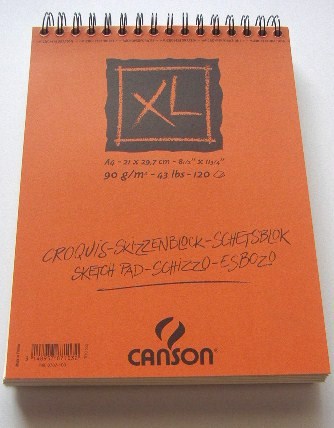 XL
A4 - 21 x 29,7 cm - 8¹/₄" x 11³/₄"
90 g/m² - 43 lbs - 120
CROQUIS-SKIZZENBLOCK-SCHETSBLOK
SKETCH PAD-SCHIZZO-ESBOZO
CANSON